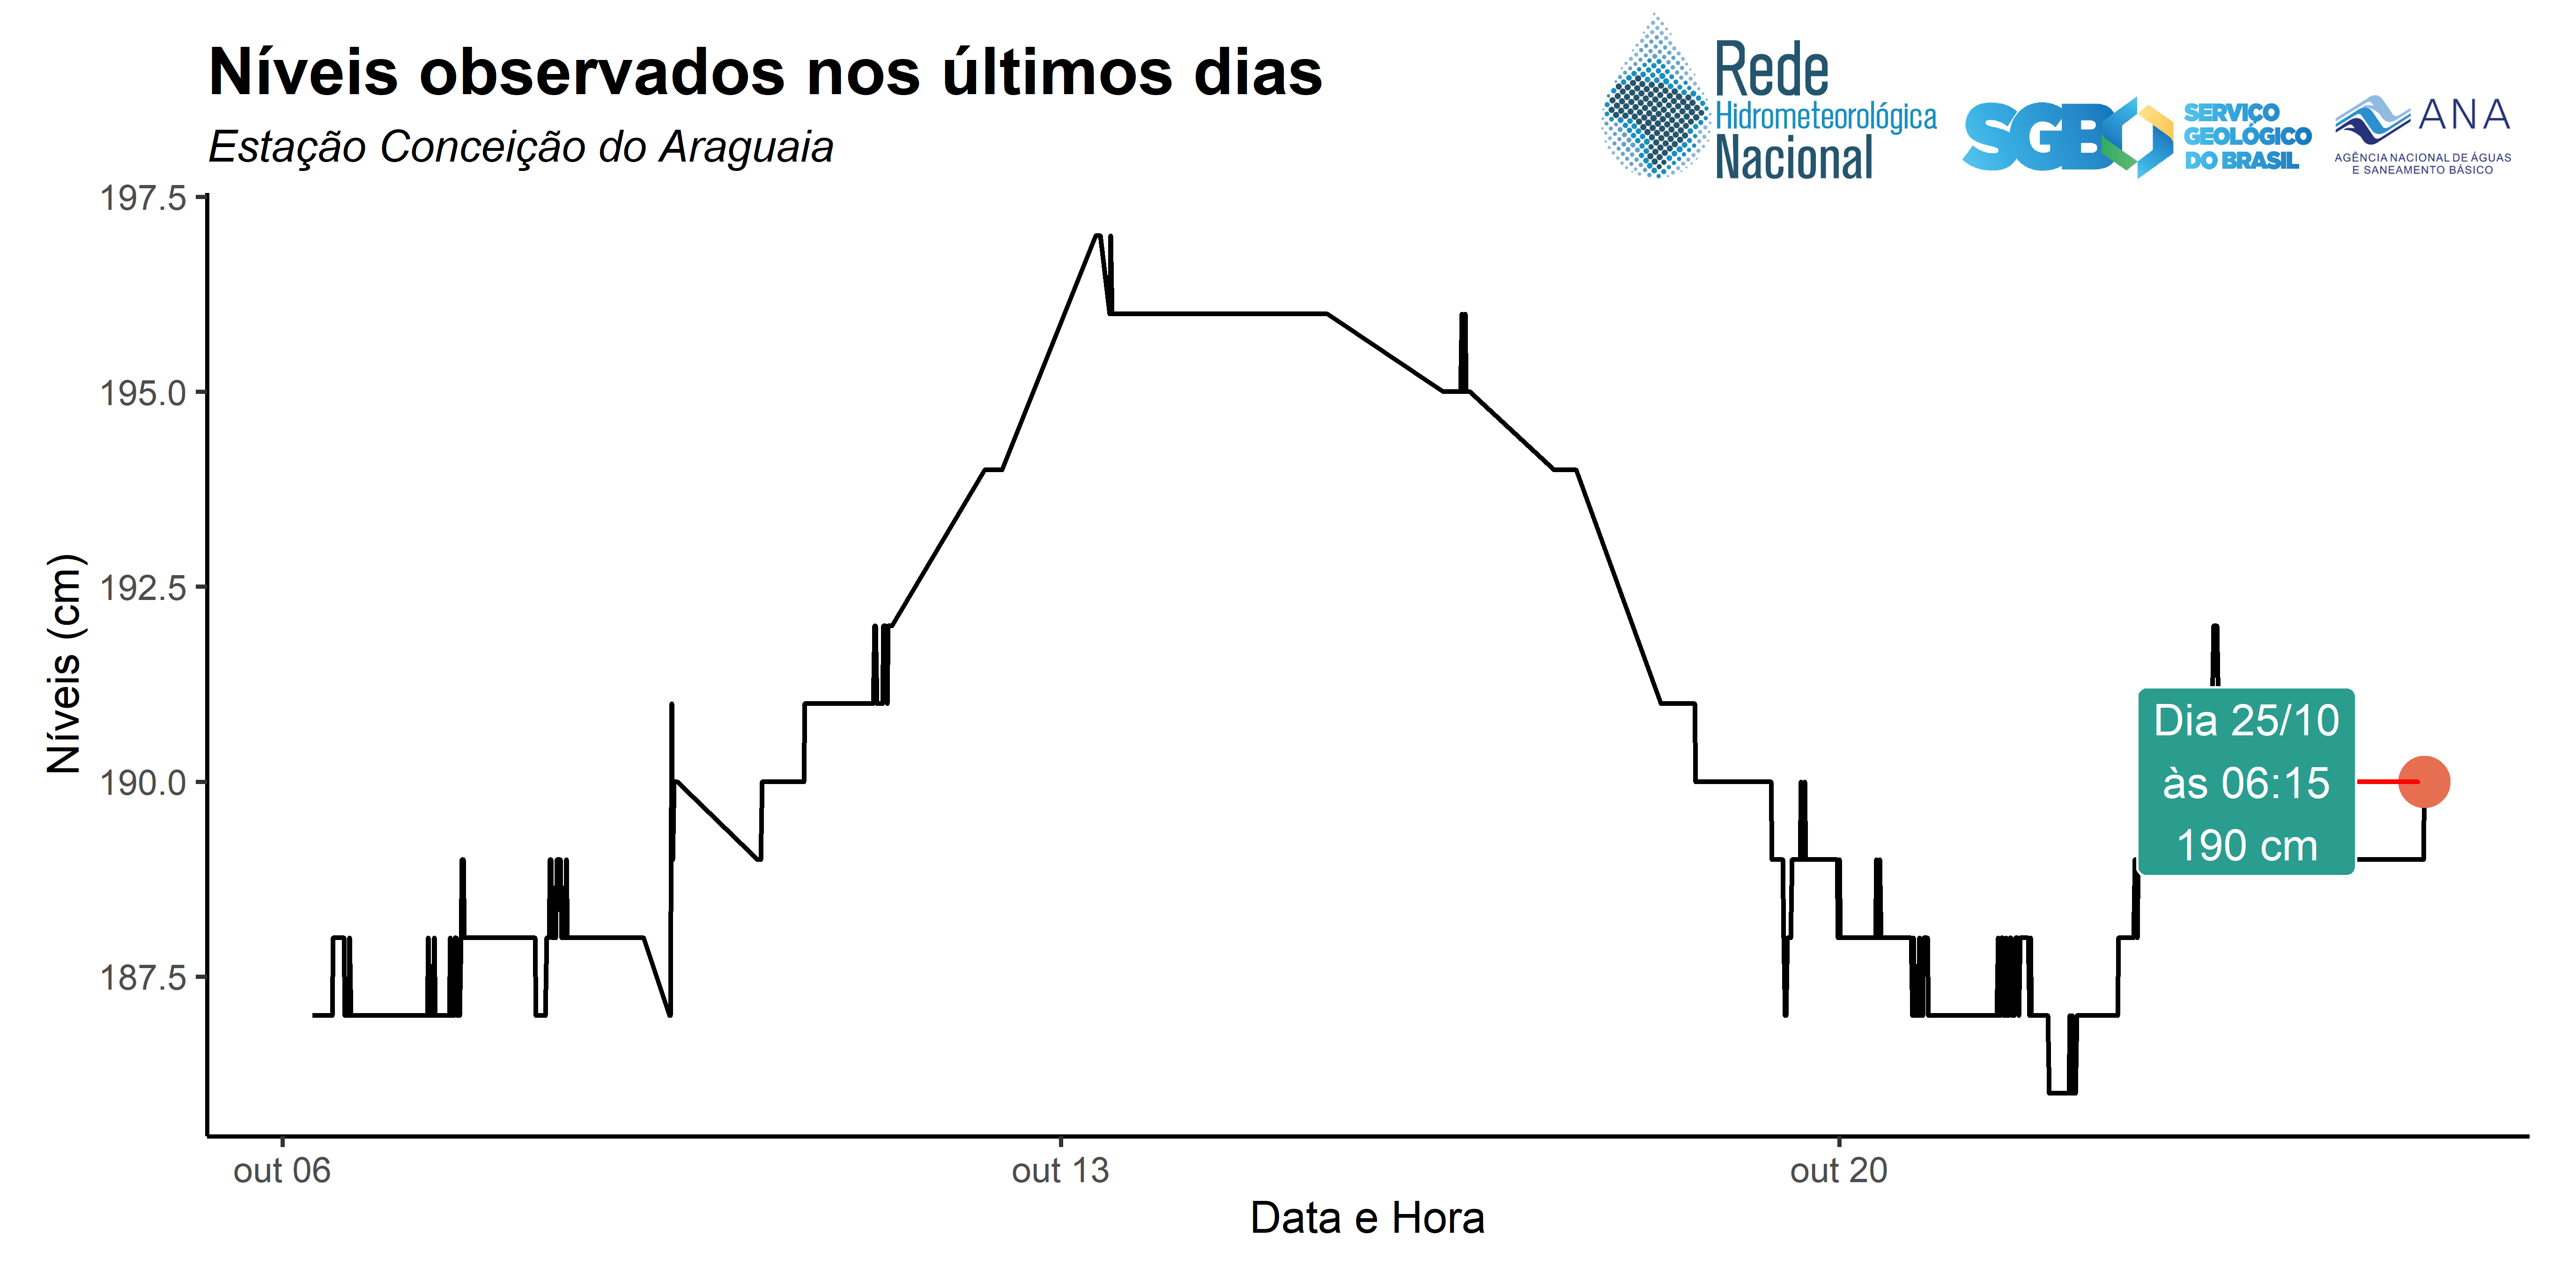 Níveis observados nos últimos dias
Estação Conceição do Araguaia
Rede
Hidrometeorológica
Nacional
SGB
SERVIÇO
GEOLÓGICO
DO BRASIL
ANA
AGÊNCIA NACIONAL DE ÁGUAS
E SANEAMENTO BÁSICO
Níveis (cm)
197.5
195.0
192.5
190.0
187.5
Dia 25/10
às 06:15
190 cm
out 06
out 13
out 20
Data e Hora